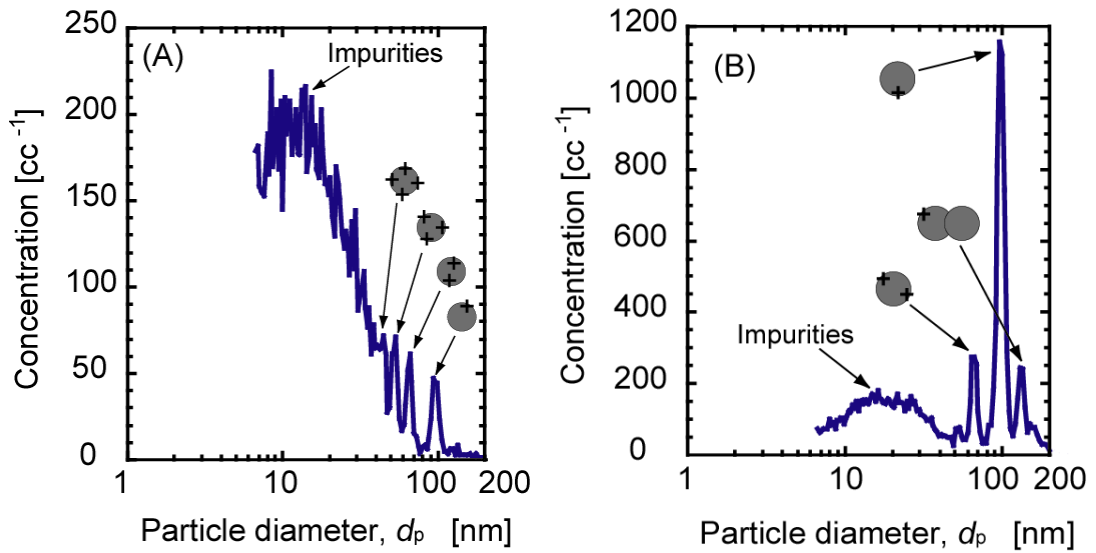 (A)
Impurities
250
200
150
100
50
0
1
10
100
200
Concentration [cc⁻¹]
Particle diameter, dp [nm]
+ + + +
+ + +
+ +
+
(B)
Impurities
1200
1000
800
600
400
200
0
1
10
100
200
Concentration [cc⁻¹]
Particle diameter, dp [nm]
+
+
+ +